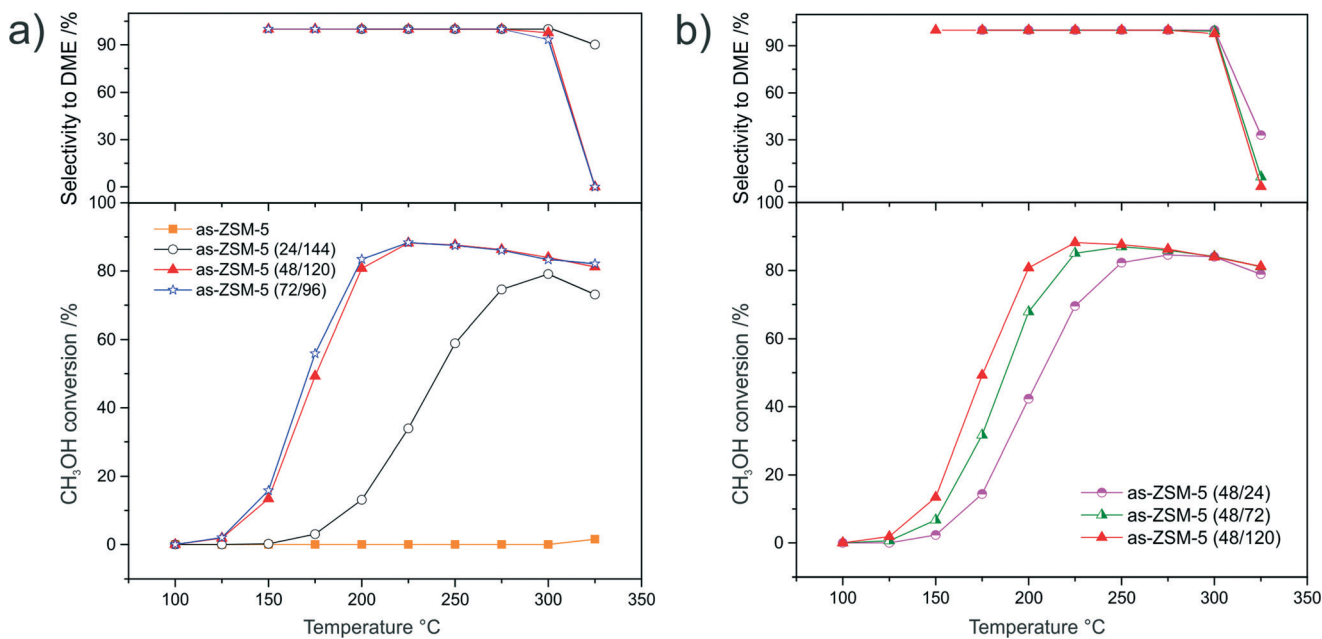 a)
Selectivity to DME /%
90
60
30
0
100
80
60
40
20
0
CH₃OH conversion /%
as-ZSM-5
as-ZSM-5 (24/144)
as-ZSM-5 (48/120)
as-ZSM-5 (72/96)
100 150 200 250 300 350
Temperature °C
b)
Selectivity to DME /%
90
60
30
0
100
80
60
40
20
0
CH₃OH conversion /%
as-ZSM-5 (48/24)
as-ZSM-5 (48/72)
as-ZSM-5 (48/120)
100 150 200 250 300 350
Temperature °C